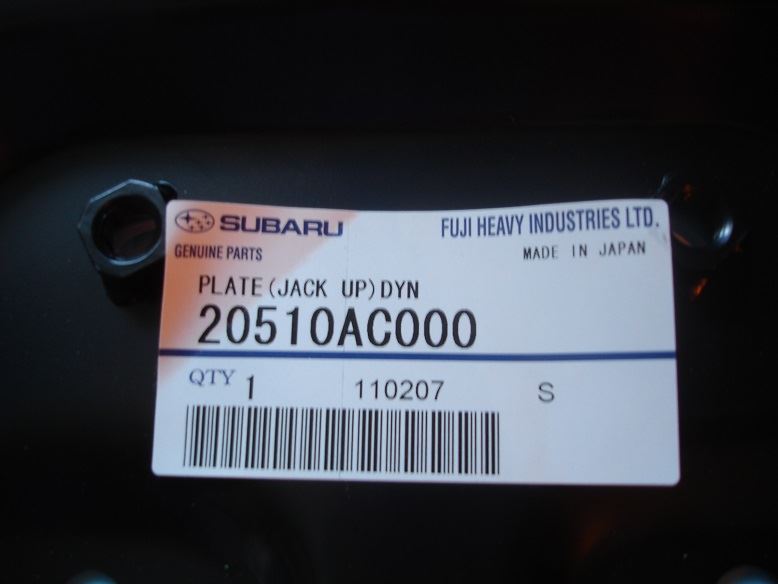 SUBARU FUJI HEAVY INDUSTRIES LTD.
GENUINE PARTS MADE IN JAPAN
PLATE(JACK UP)DYN
20510AC000
QTY 1 110207 S